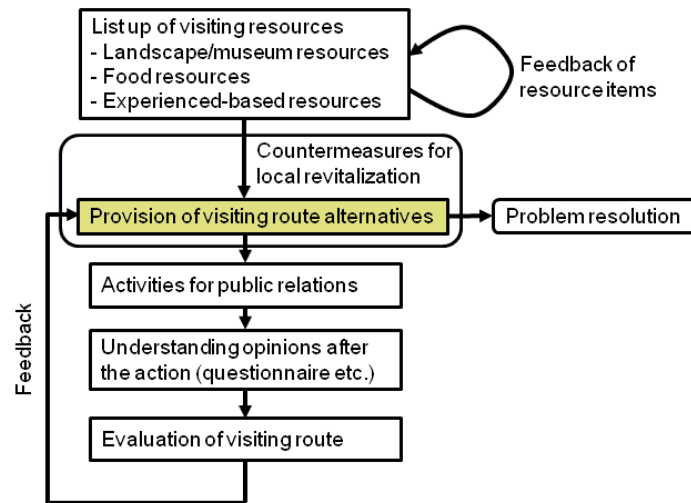 List up of visiting resources
- Landscape/museum resources
- Food resources
- Experienced-based resources
Feedback of
resource items
Countermeasures for
local revitalization
Provision of visiting route alternatives
Problem resolution
Activities for public relations
Understanding opinions after
the action (questionnaire etc.)
Evaluation of visiting route
Feedback